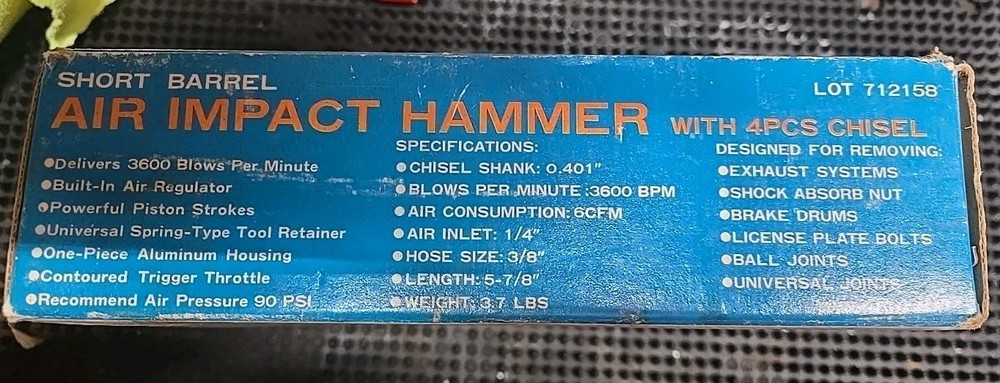 SHORT BARREL
LOT 712158
AIR IMPACT HAMMER WITH 4PCS CHISEL
●Delivers 3600 Blows Per Minute
●Built-In Air Regulator
●Powerful Piston Strokes
●Universal Spring-Type Tool Retainer
●One-Piece Aluminum Housing
●Contoured Trigger Throttle
●Recommend Air Pressure 90 PSI
SPECIFICATIONS:
●CHISEL SHANK: 0.401"
●BLOWS PER MINUTE:3600 BPM
●AIR CONSUMPTION: 6CFM
●AIR INLET: 1/4"
●HOSE SIZE: 3/8"
●LENGTH: 5-7/8"
●WEIGHT: 3.7 LBS
DESIGNED FOR REMOVING:
●EXHAUST SYSTEMS
●SHOCK ABSORB NUT
●BRAKE DRUMS
●LICENSE PLATE BOLTS
●BALL JOINTS
●UNIVERSAL JOINTS